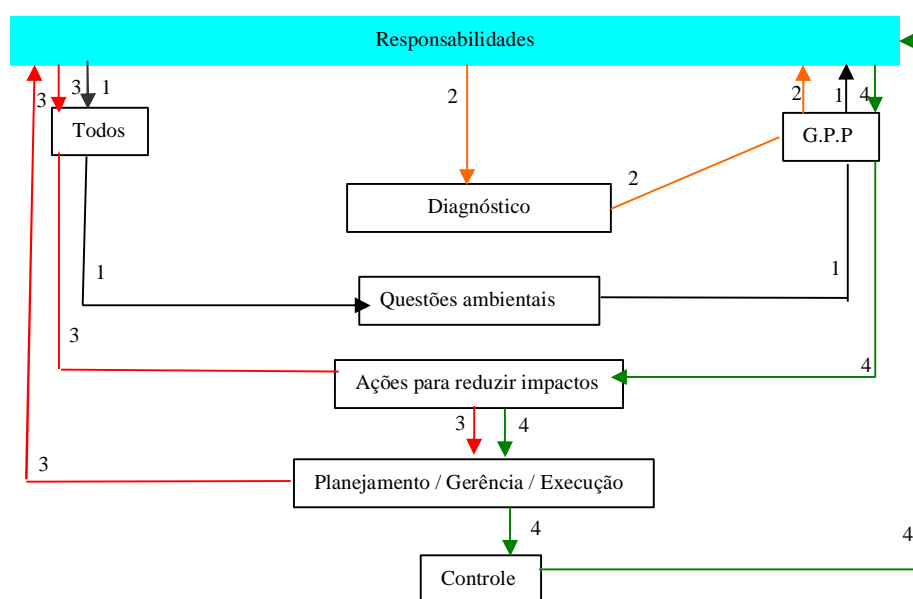 Responsabilidades
3
3
1
2
2
1
4
Todos
G.P.P
2
Diagnóstico
1
1
Questões ambientais
3
4
Ações para reduzir impactos
3
4
3
Planejamento / Gerência / Execução
4
4
Controle